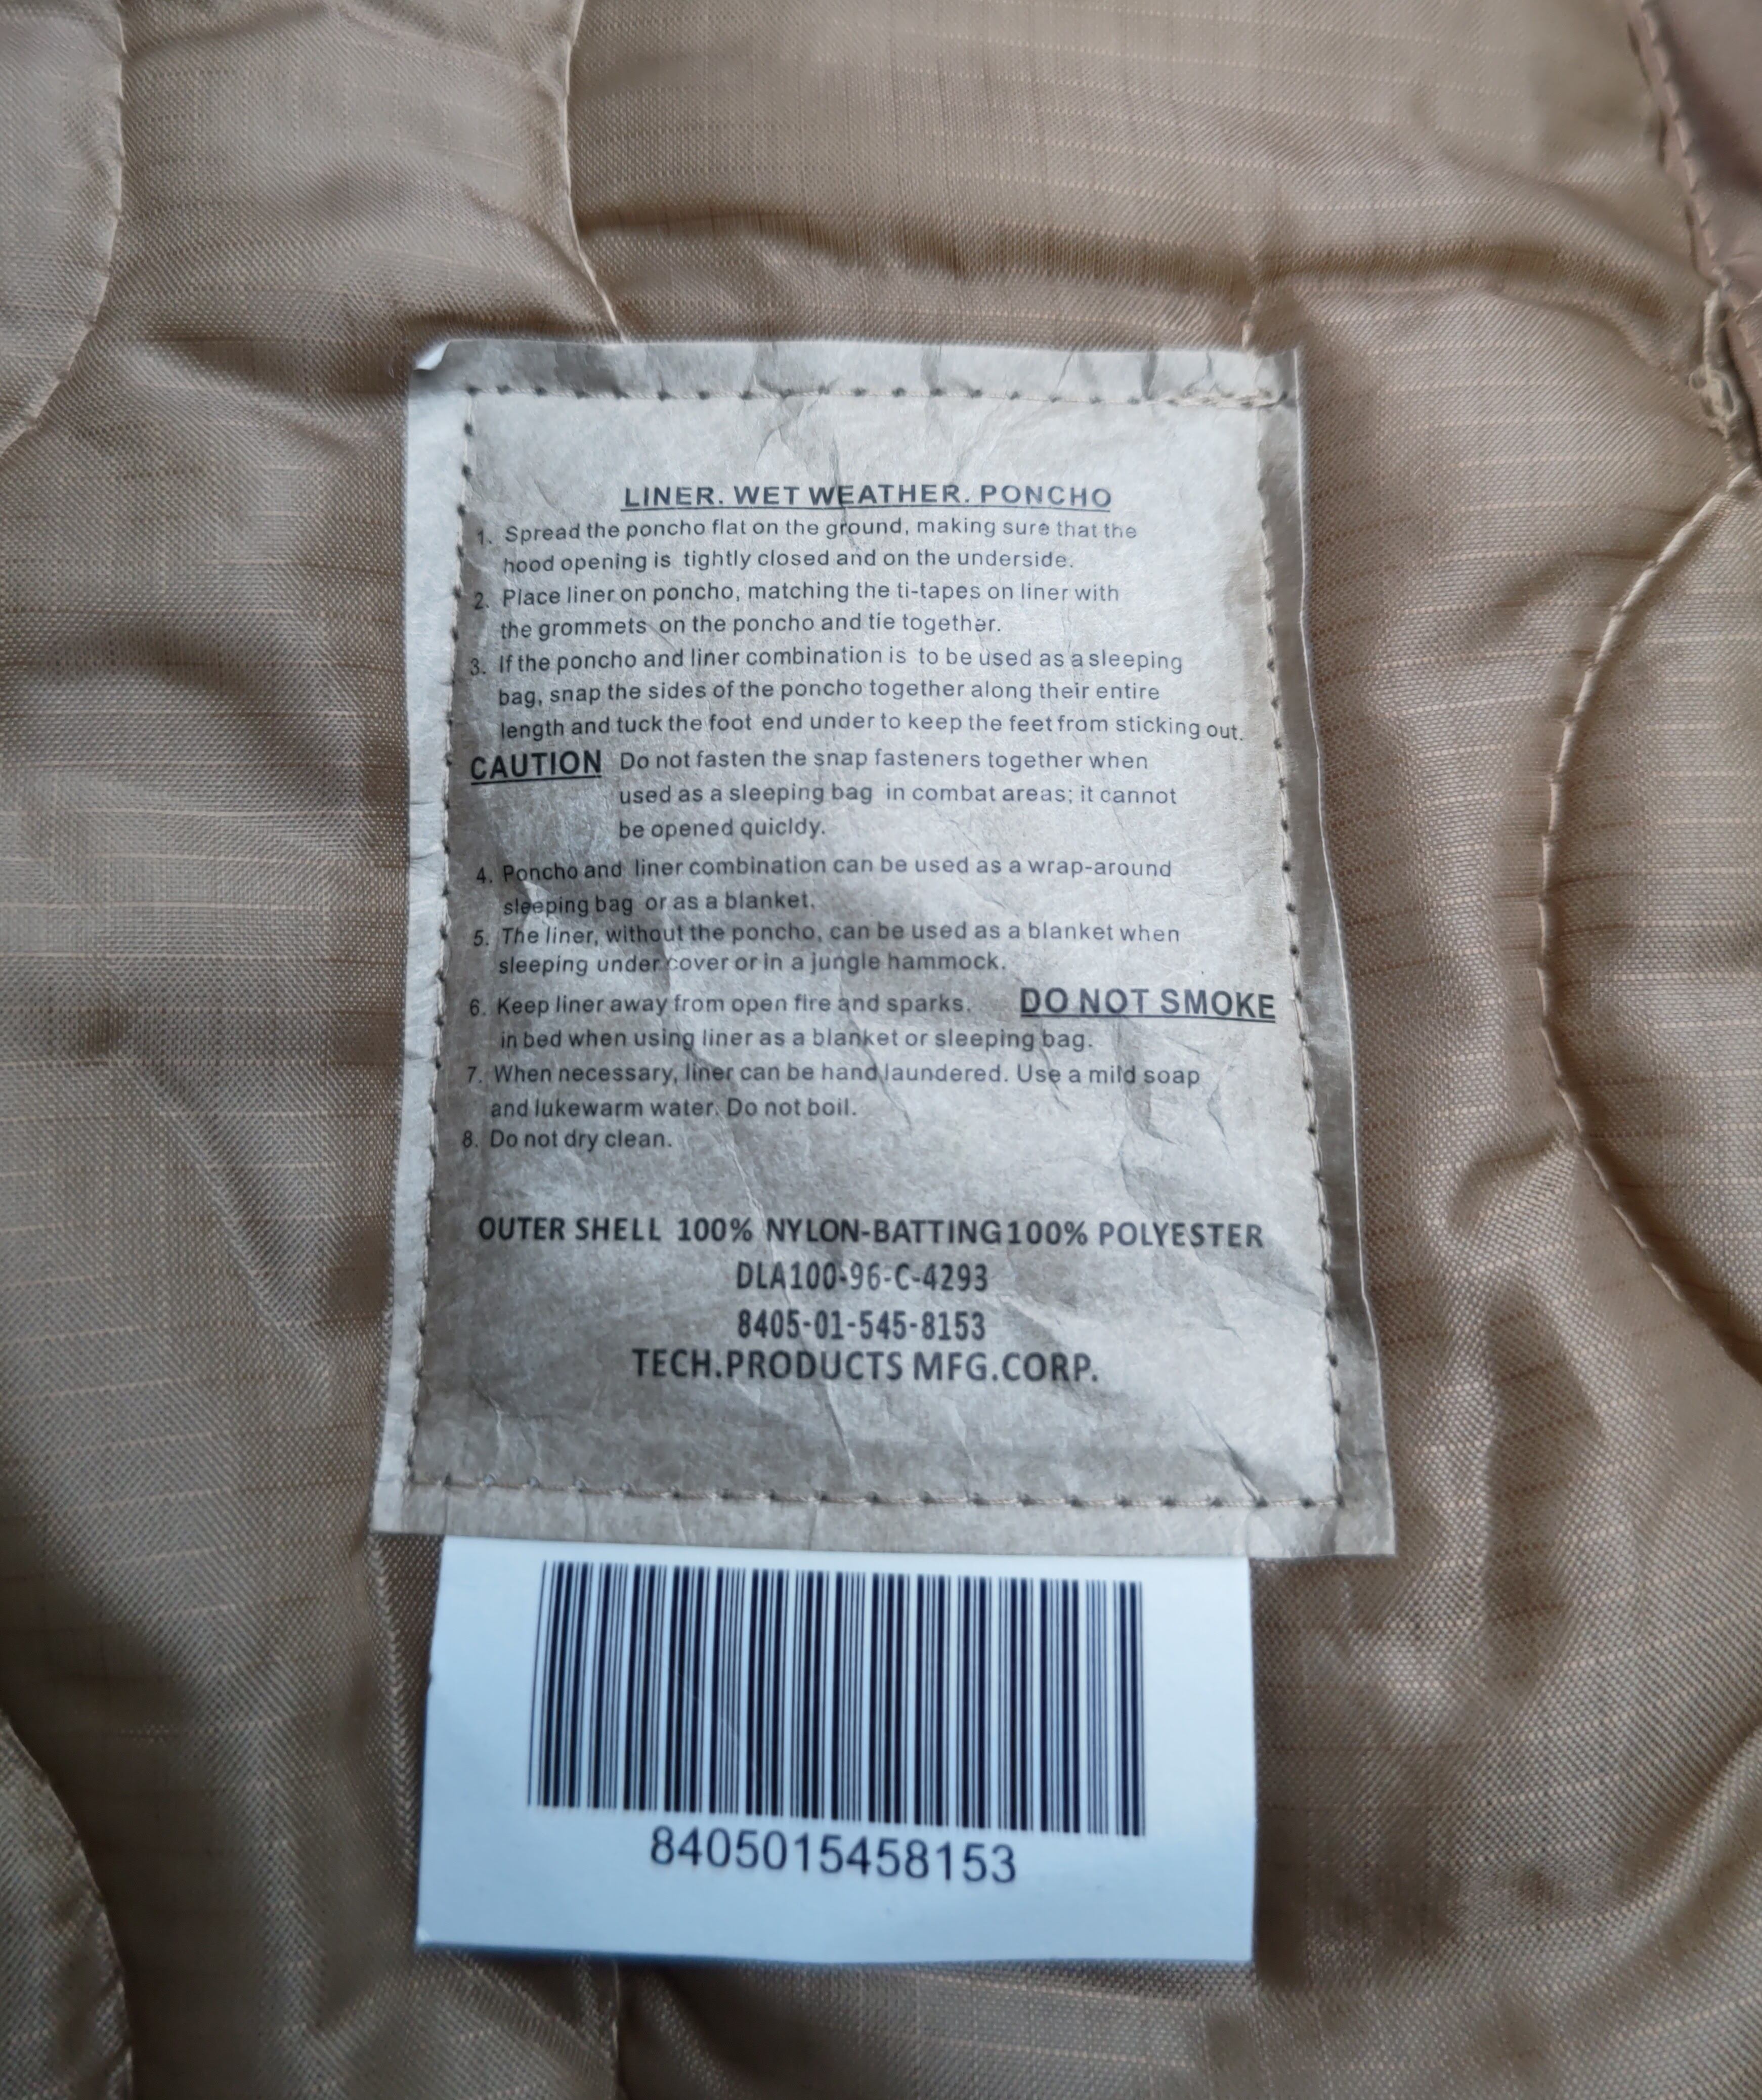 LINER. WET WEATHER. PONCHO
1. Spread the poncho flat on the ground, making sure that the
hood opening is tightly closed and on the underside.
2. Place liner on poncho, matching the ti-tapes on liner with
the grommets on the poncho and tie together.
3. If the poncho and liner combination is to be used as a sleeping
bag, snap the sides of the poncho together along their entire
length and tuck the foot end under to keep the feet from sticking out.
CAUTION Do not fasten the snap fasteners together when
used as a sleeping bag in combat areas; it cannot
be opened quicldy.
4. Poncho and liner combination can be used as a wrap-around
sleeping bag or as a blanket.
5. The liner, without the poncho, can be used as a blanket when
sleeping under cover or in a jungle hammock.
6. Keep liner away from open fire and sparks. DO NOT SMOKE
in bed when using liner as a blanket or sleeping bag.
7. When necessary, liner can be hand laundered. Use a mild soap
and lukewarm water. Do not boil.
8. Do not dry clean.
OUTER SHELL 100% NYLON-BATTING100% POLYESTER
DLA100-96-C-4293
8405-01-545-8153
TECH.PRODUCTS MFG.CORP.
8405015458153